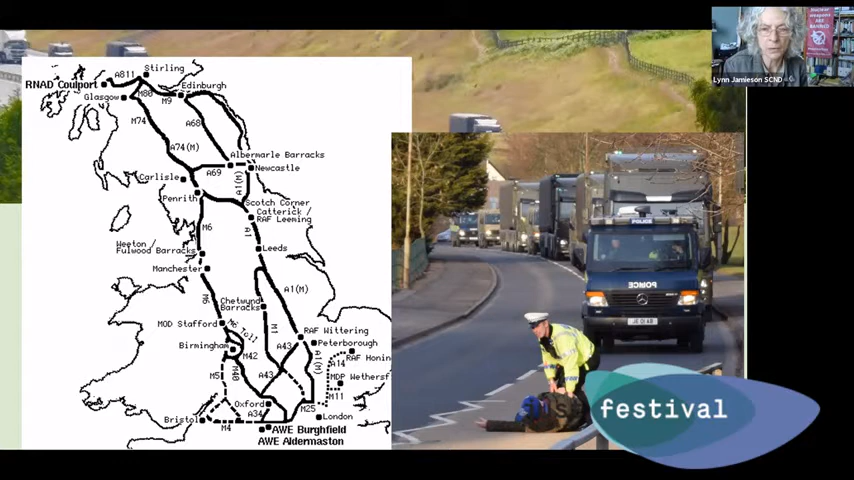 Lynn Jamieson SCND
Stirling
A811
RNAD Coulport
Edinburgh
M80
M9
Glasgow
M74
A68
A74(M)
Albermarle Barracks
A69
Newcastle
Carlisle
A1(M)
Penrith
Scotch Corner
Catterick /
RAF Leeming
M6
A1
Weeton /
Fulwood Barracks
Leeds
Manchester
A1(M)
M6
Chetwynd
Barracks
MOD Stafford
M6 Toll
M1
RAF Wittering
Birmingham
Peterborough
M42
A43
A1(M)
RAF Honin
A14
M5
M40
A43
MDP Wethersf
M11
Oxford
M25
A34
London
Bristol
M4
AWE Burghfield
AWE Aldermaston
POLICE
POLICE
festival